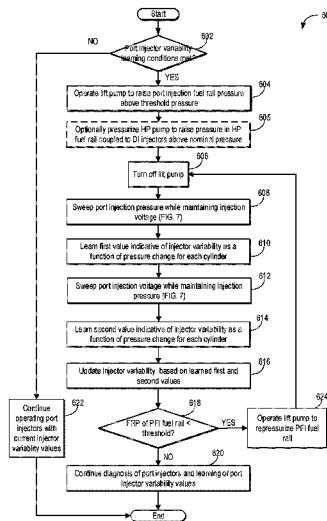 Start
60
602
Port injector variability
learning conditions met?
NO
YES
604
Operate lift pump to raise port injection fuel rail pressure
above threshold pressure
605
Optionally pressurize HP pump to raise pressure in HP
fuel rail coupled to DI injectors above nominal pressure
606
Turn off lift pump
608
Sweep port injection pressure while maintaining injection
voltage (FIG. 7)
610
Learn first value indicative of injector variability as a
function of pressure change for each cylinder
612
Sweep port injection voltage while maintaining injection
pressure (FIG. 7)
614
Learn second value indicative of injector variability as a
function of pressure change for each cylinder
616
Update injector variability based on learned first and
second values
618
FRP of PFI fuel rail <
threshold?
YES
624
Operate lift pump to
repressurize PFI fuel
rail
NO
622
Continue
operating port
injectors with
current injector
variability values
620
Continue diagnosis of port injectors and learning of port
injector variability values
End